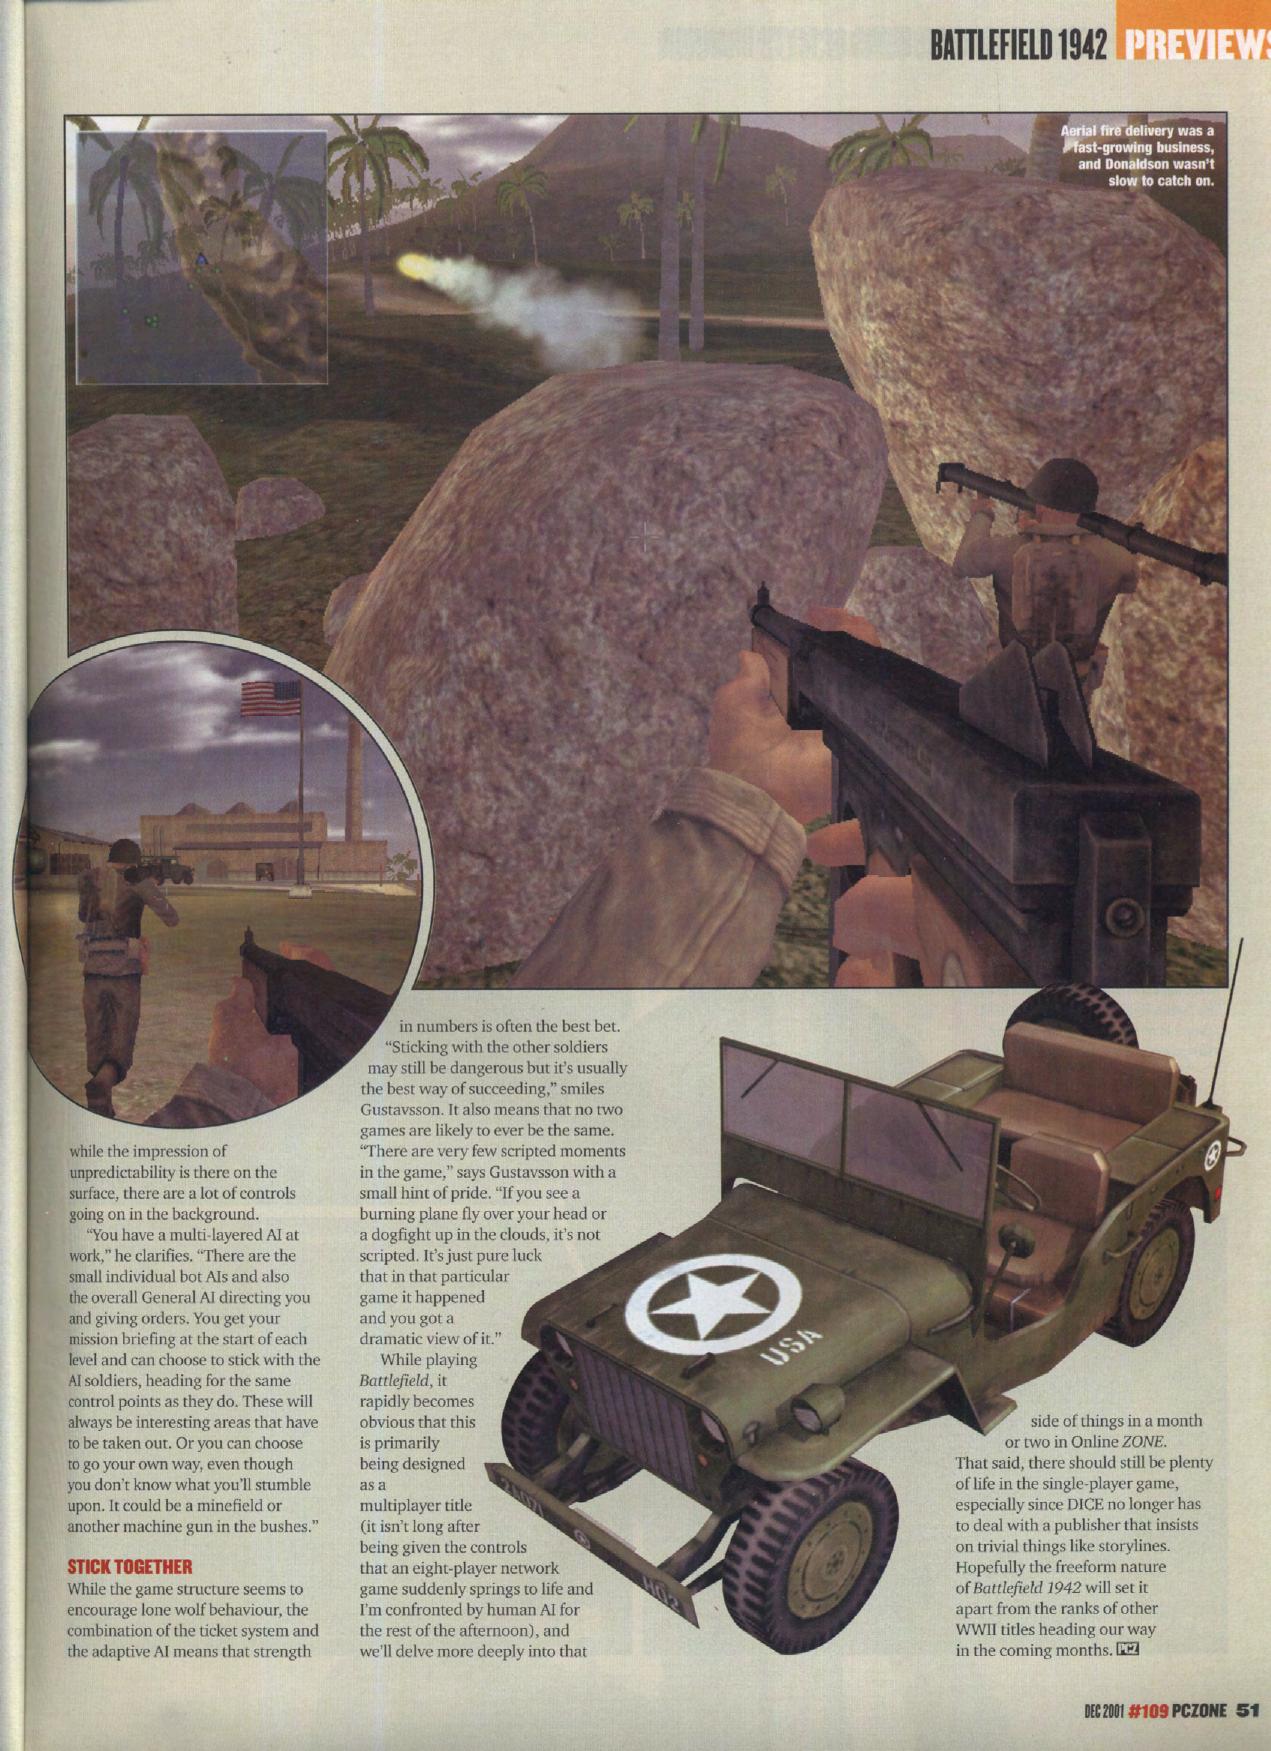 BATTLEFIELD 1942 PREVIEWS
Aerial fire delivery was a
fast-growing business,
and Donaldson wasn't
slow to catch on.
while the impression of
unpredictability is there on the
surface, there are a lot of controls
going on in the background.
“You have a multi-layered AI at
work,” he clarifies. “There are the
small individual bot AIs and also
the overall General AI directing you
and giving orders. You get your
mission briefing at the start of each
level and can choose to stick with the
AI soldiers, heading for the same
control points as they do. These will
always be interesting areas that have
to be taken out. Or you can choose
to go your own way, even though
you don't know what you'll stumble
upon. It could be a minefield or
another machine gun in the bushes.”
STICK TOGETHER
While the game structure seems to
encourage lone wolf behaviour, the
combination of the ticket system and
the adaptive AI means that strength
in numbers is often the best bet.
“Sticking with the other soldiers
may still be dangerous but it's usually
the best way of succeeding,” smiles
Gustavsson. It also means that no two
games are likely to ever be the same.
“There are very few scripted moments
in the game,” says Gustavsson with a
small hint of pride. “If you see a
burning plane fly over your head or
a dogfight up in the clouds, it's not
scripted. It's just pure luck
that in that particular
game it happened
and you got a
dramatic view of it.”
While playing
Battlefield, it
rapidly becomes
obvious that this
is primarily
being designed
as a
multiplayer title
(it isn't long after
being given the controls
that an eight-player network
game suddenly springs to life and
I'm confronted by human AI for
the rest of the afternoon), and
we'll delve more deeply into that
side of things in a month
or two in Online ZONE.
That said, there should still be plenty
of life in the single-player game,
especially since DICE no longer has
to deal with a publisher that insists
on trivial things like storylines.
Hopefully the freeform nature
of Battlefield 1942 will set it
apart from the ranks of other
WWII titles heading our way
in the coming months. PCZ
USA
HQ2
DEC 2001 #109 PCZONE 51